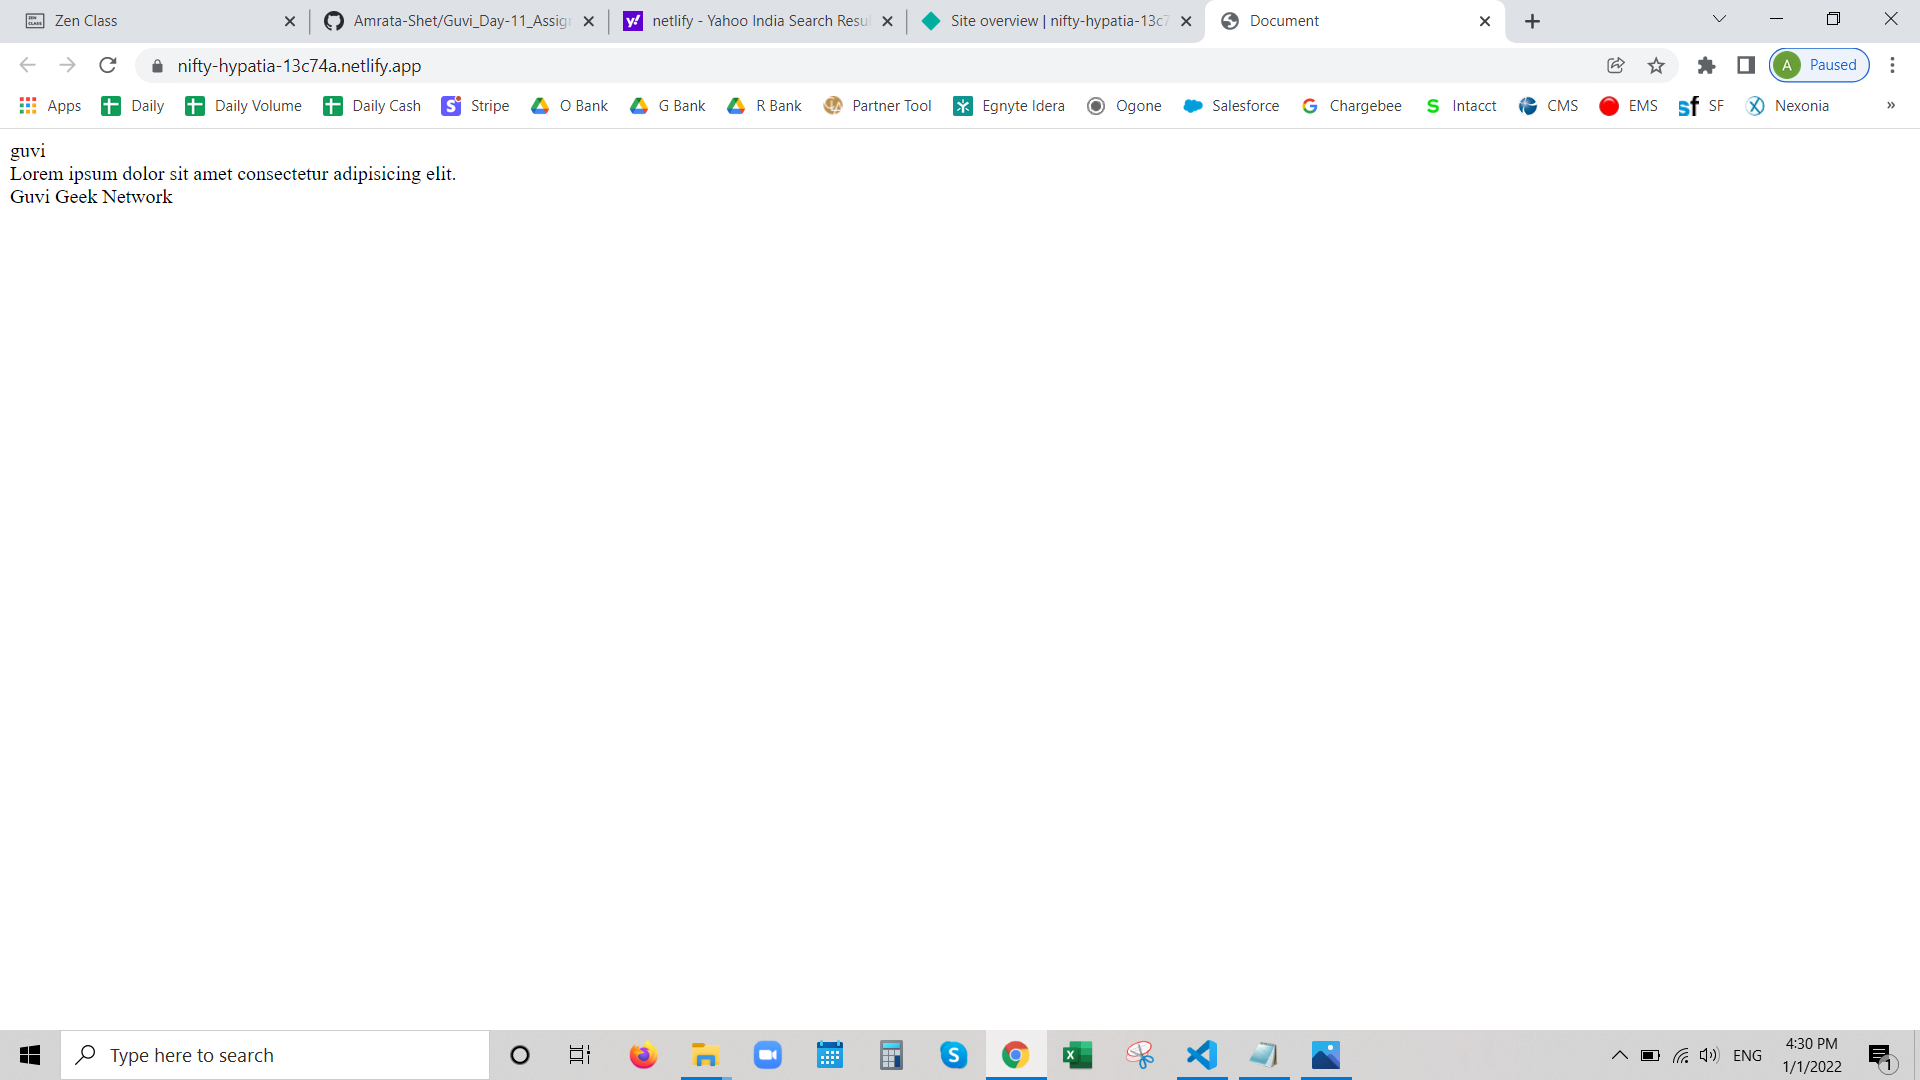 Zen Class
Amrata-Shet/Guvi_Day-11_Assig
netlify - Yahoo India Search Resu
Site overview | nifty-hypatia-13c7
Document
nifty-hypatia-13c74a.netlify.app
A Paused
Apps Daily Daily Volume Daily Cash Stripe O Bank G Bank R Bank Partner Tool Egnyte Idera Ogone Salesforce Chargebee Intacct CMS EMS SF Nexonia »
guvi
Lorem ipsum dolor sit amet consectetur adipisicing elit.
Guvi Geek Network
Type here to search
ENG
4:30 PM
1/1/2022
1